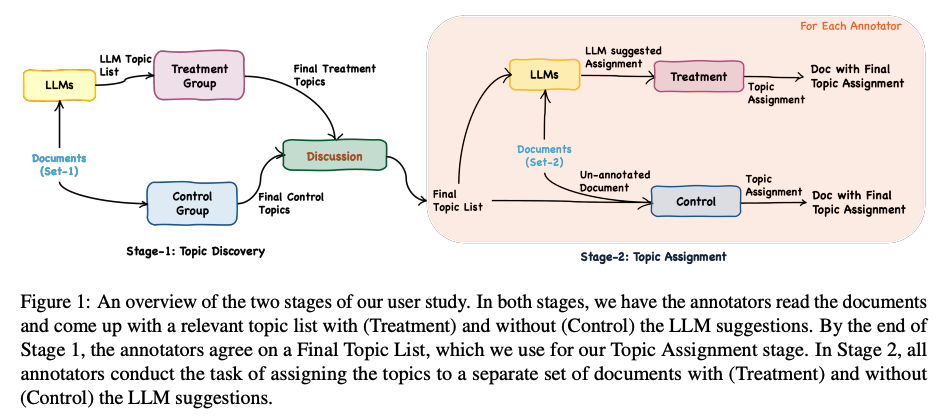 For Each Annotator
LLM Topic
List
LLMs
Treatment
Group
Final Treatment
Topics
Documents
(Set-1)
Discussion
Control
Group
Final Control
Topics
Stage-1: Topic Discovery
Final
Topic List
LLMs
LLM suggested
Assignment
Treatment
Topic
Assignment
Doc with Final
Topic Assignment
Documents
(Set-2)
Un-annotated
Document
Control
Topic
Assignment
Doc with Final
Topic Assignment
Stage-2: Topic Assignment
Figure 1: An overview of the two stages of our user study. In both stages, we have the annotators read the documents
and come up with a relevant topic list with (Treatment) and without (Control) the LLM suggestions. By the end of
Stage 1, the annotators agree on a Final Topic List, which we use for our Topic Assignment stage. In Stage 2, all
annotators conduct the task of assigning the topics to a separate set of documents with (Treatment) and without
(Control) the LLM suggestions.